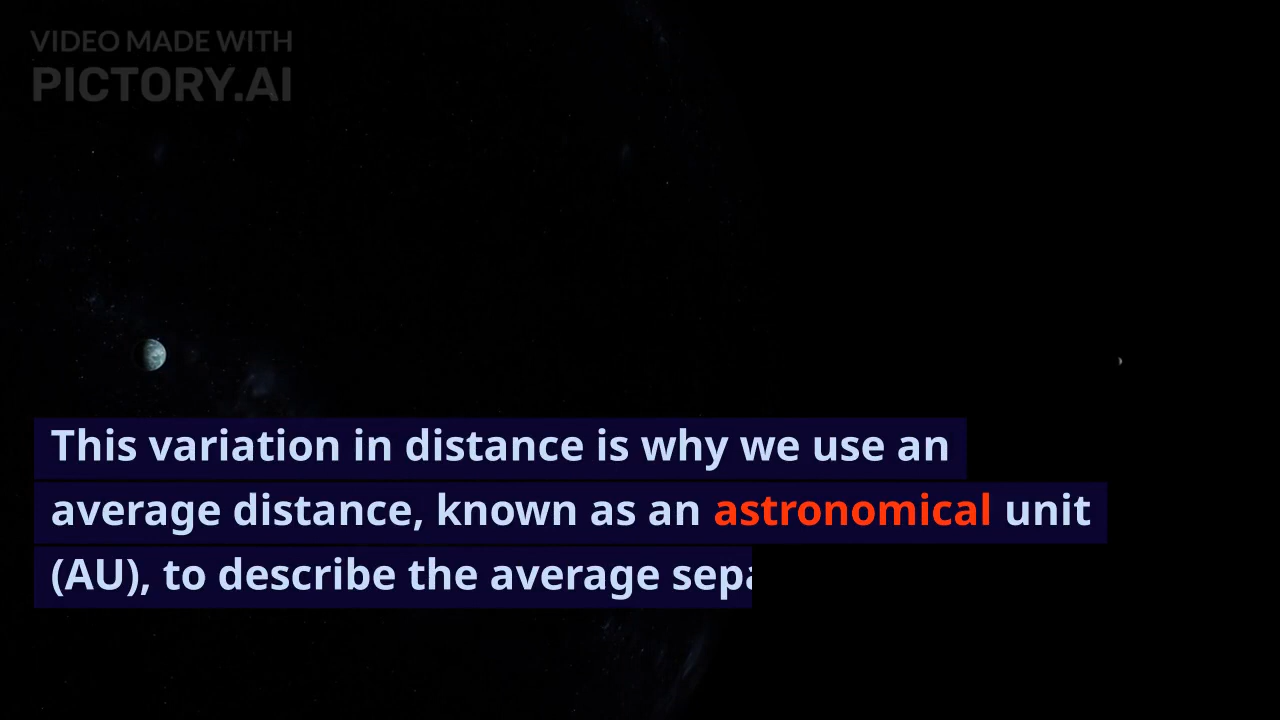 VIDEO MADE WITH
PICTORY.AI
This variation in distance is why we use an
average distance, known as an astronomical unit
(AU), to describe the average sepa